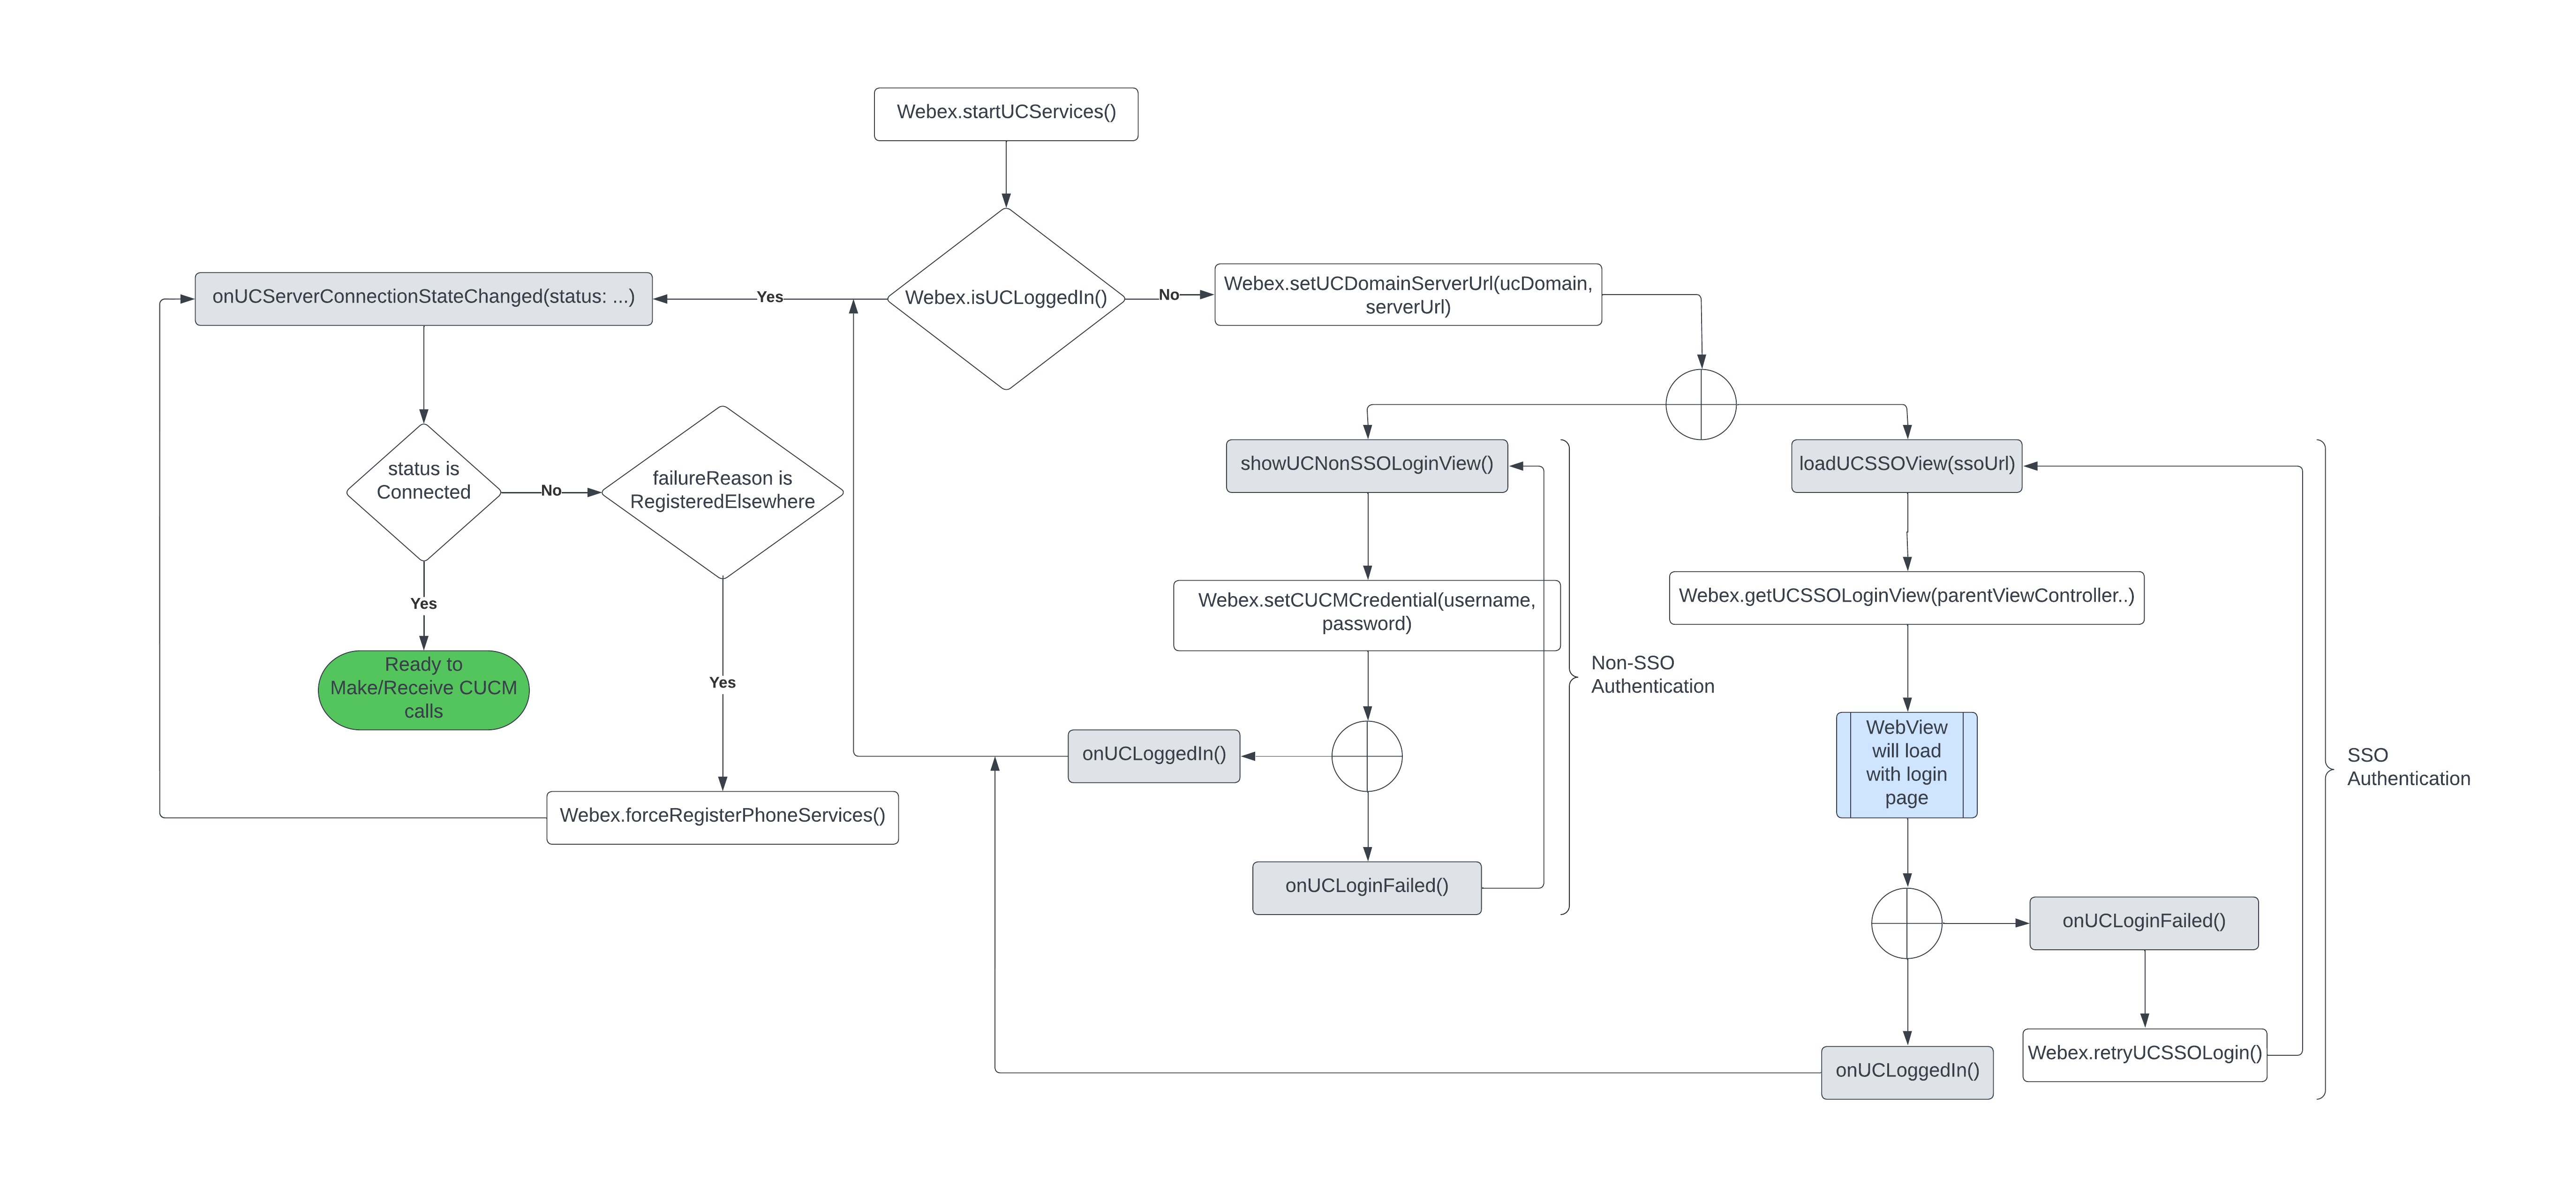 Webex.startUCServices()
onUCServerConnectionStateChanged(status: ...)
Yes
Webex.isUCLoggedIn()
No
Webex.setUCDomainServerUrl(ucDomain,
serverUrl)
status is
Connected
No
failureReason is
RegisteredElsewhere
Yes
Ready to
Make/Receive CUCM
calls
Yes
Webex.forceRegisterPhoneServices()
showUCNonSSOLoginView()
Webex.setCUCMCredential(username,
password)
onUCLoggedIn()
onUCLoginFailed()
Non-SSO
Authentication
loadUCSSOView(ssoUrl)
Webex.getUCSSOLoginView(parentViewController..)
WebView
will load
with login
page
onUCLoginFailed()
Webex.retryUCSSOLogin()
onUCLoggedIn()
SSO
Authentication